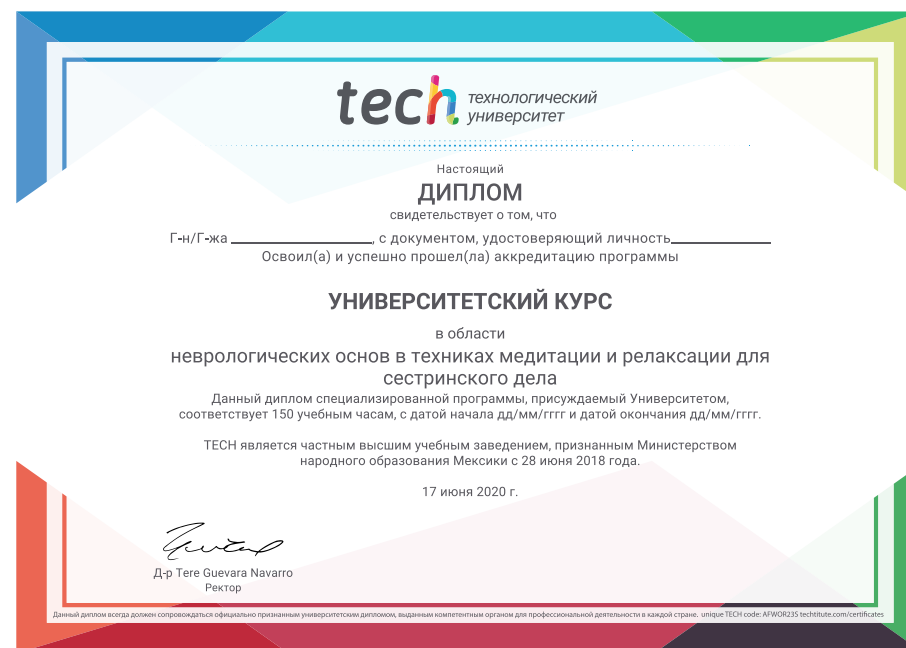 tech технологический
университет
Настоящий
ДИПЛОМ
свидетельствует о том, что
Г-н/Г-жа ____________________, с документом, удостоверяющий личность______________
Освоил(а) и успешно прошел(ла) аккредитацию программы
УНИВЕРСИТЕТСКИЙ КУРС
в области
неврологических основ в техниках медитации и релаксации для
сестринского дела
Данный диплом специализированной программы, присуждаемый Университетом,
соответствует 150 учебным часам, с датой начала дд/мм/гггг и датой окончания дд/мм/гггг.
TECH является частным высшим учебным заведением, признанным Министерством
народного образования Мексики с 28 июня 2018 года.
17 июня 2020 г.
Д-р Tere Guevara Navarro
Ректор
Данный диплом всегда должен сопровождаться официально признанным университетским дипломом, выданным компетентным органом для профессиональной деятельности в каждой стране. unique TECH code: AFWOR23S techtitute.com/certificates